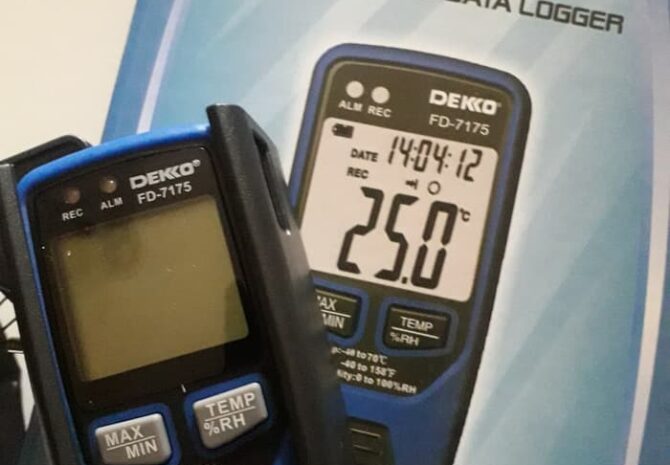 DATA LOGGER
DEKKO®
FD-7175
ALM REC
DATE 14:04:12
REC
25.0 °C
MAX
MIN
TEMP
%RH
-40 to 70°C
-40 to 158°F
0 to 100%RH
DEKKO®
FD-7175
REC ALM
MAX
MIN
TEMP
%RH